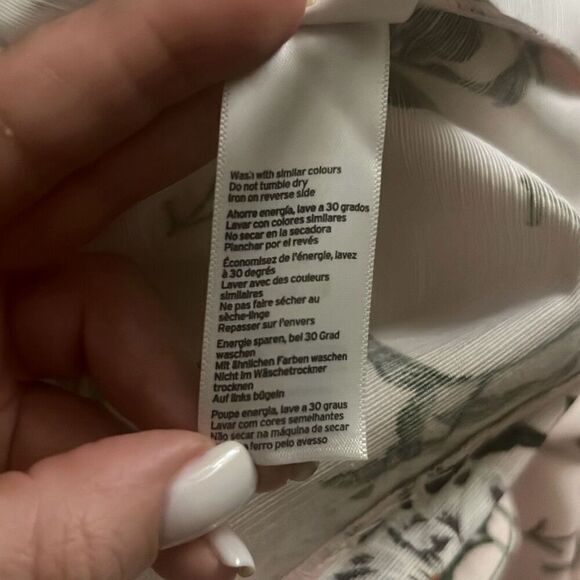 Wash with similar colours
Do not tumble dry
Iron on reverse side
Ahorre energía, lave a 30 grados
Lavar con colores similares
No secar en la secadora
Planchar por el revés
Économisez de l'énergie, lavez
à 30 degrés
Laver avec des couleurs
similaires
Ne pas faire sécher au
sèche-linge
Repasser sur l'envers
Energie sparen, bei 30 Grad
waschen
Mit ähnlichen Farben waschen
Nicht im Wäschetrockner
trocknen
Auf links bügeln
Poupe energia, lave a 30 graus
Lavar com cores semelhantes
Não secar na máquina de secar
a ferro pelo avesso